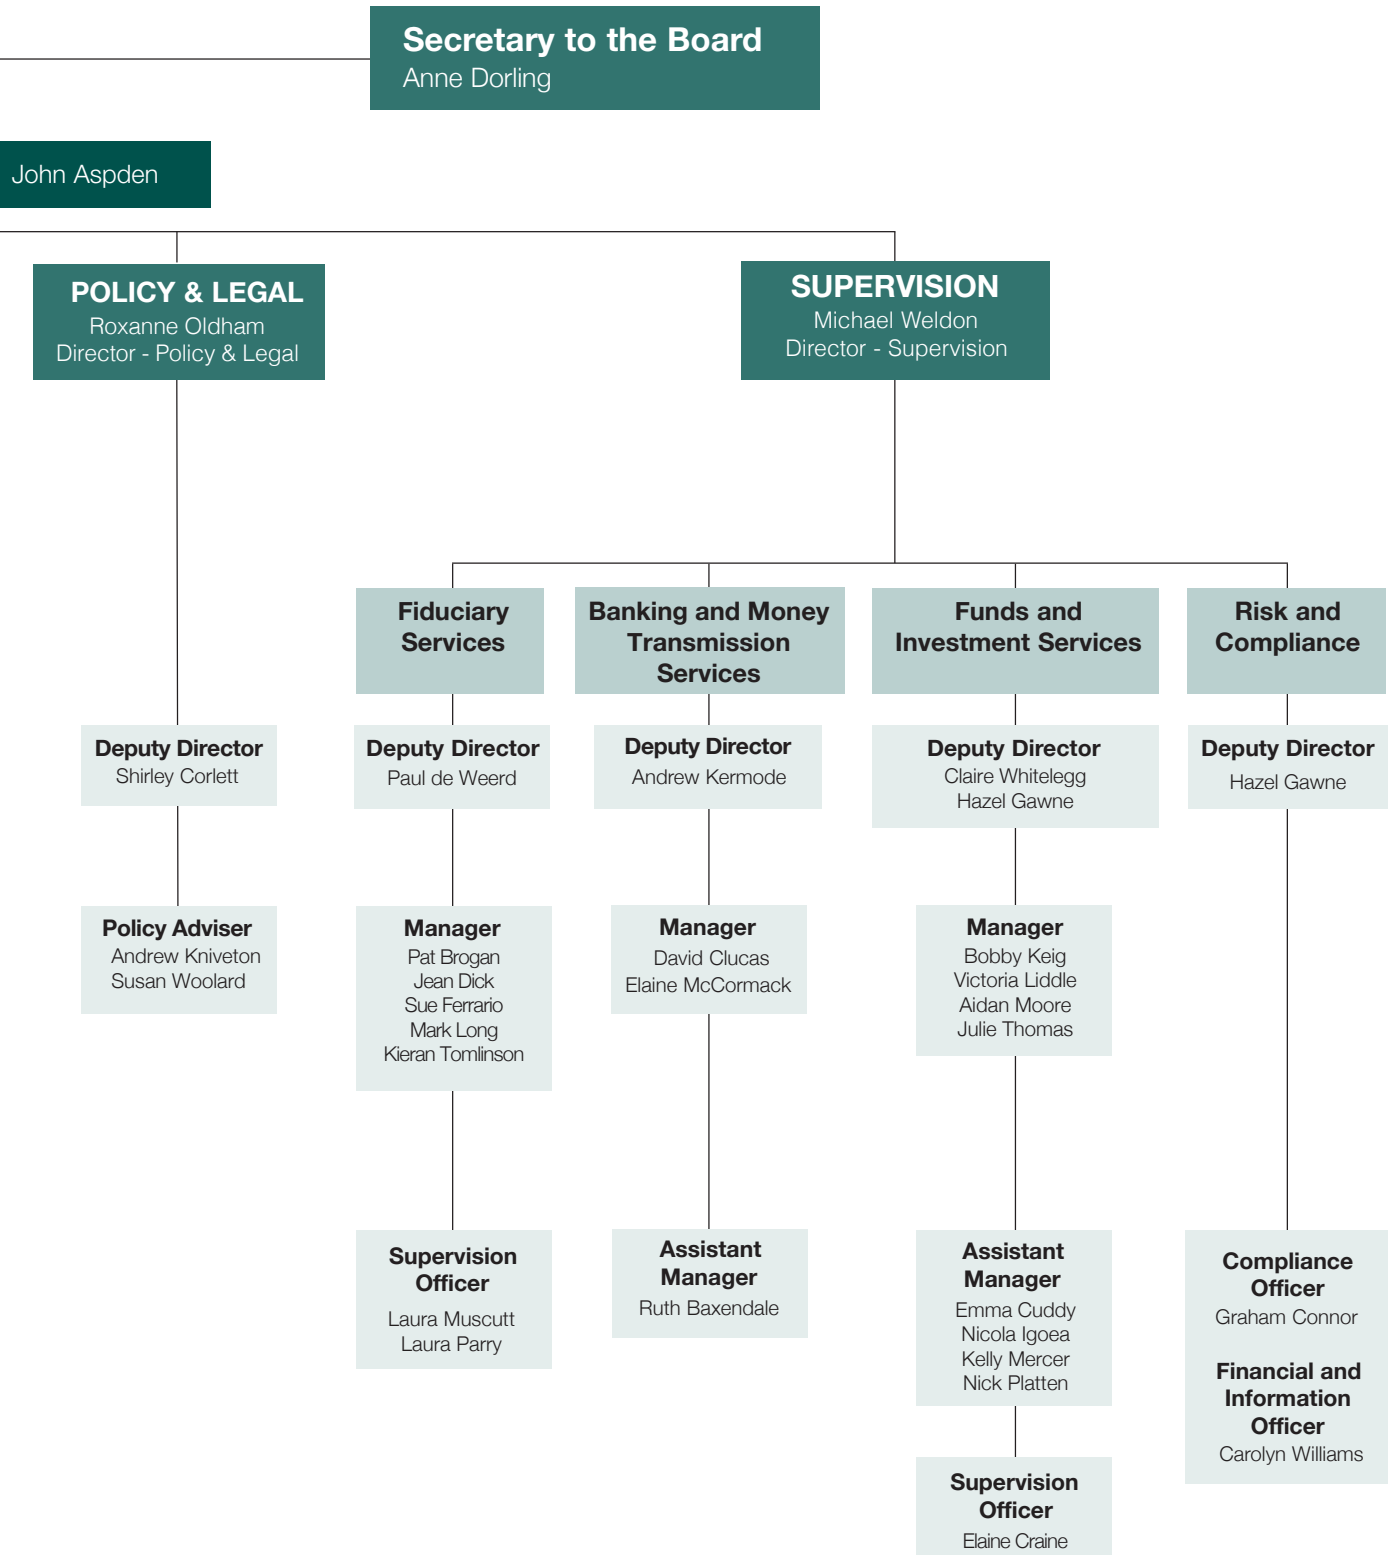 Secretary to the Board
Anne Dorling
John Aspden
POLICY & LEGAL
Roxanne Oldham
Director - Policy & Legal
SUPERVISION
Michael Weldon
Director - Supervision
Fiduciary
Services
Banking and Money
Transmission
Services
Funds and
Investment Services
Risk and
Compliance
Deputy Director
Shirley Corlett
Deputy Director
Paul de Weerd
Deputy Director
Andrew Kermode
Deputy Director
Claire Whitelegg
Hazel Gawne
Deputy Director
Hazel Gawne
Policy Adviser
Andrew Kniveton
Susan Woolard
Manager
Pat Brogan
Jean Dick
Sue Ferrario
Mark Long
Kieran Tomlinson
Manager
David Clucas
Elaine McCormack
Manager
Bobby Keig
Victoria Liddle
Aidan Moore
Julie Thomas
Supervision
Officer
Laura Muscutt
Laura Parry
Assistant
Manager
Ruth Baxendale
Assistant
Manager
Emma Cuddy
Nicola Igoea
Kelly Mercer
Nick Platten
Compliance
Officer
Graham Connor
Financial and
Information
Officer
Carolyn Williams
Supervision
Officer
Elaine Craine